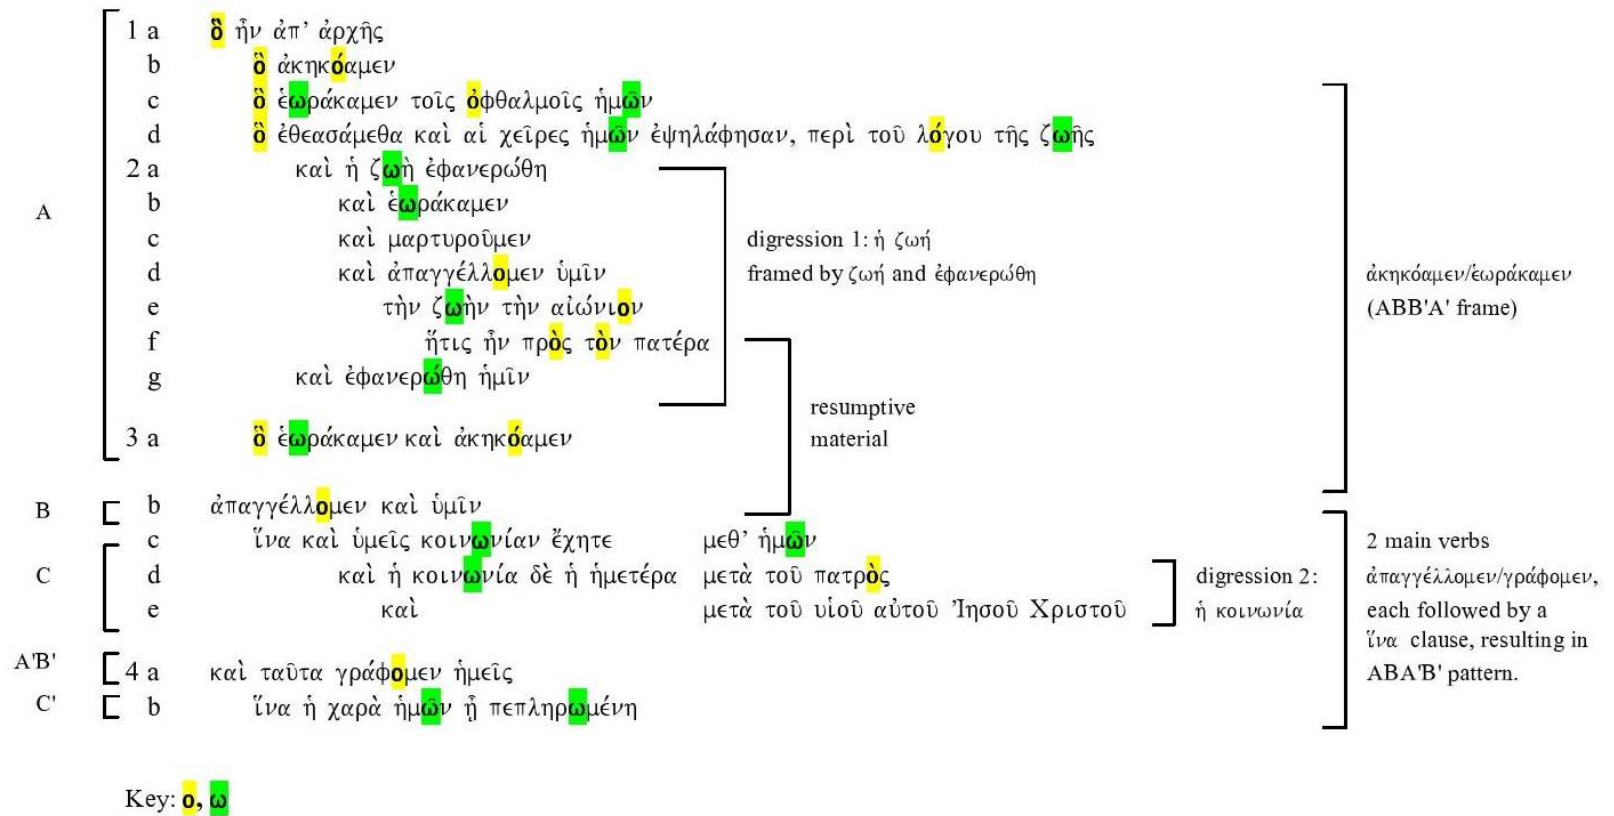 1 a ὃ ἦν ἀπ’ ἀρχῆς
b ὃ ἀκηκόαμεν
c ὃ ἑωράκαμεν τοῖς ὀφθαλμοῖς ἡμῶν
d ὃ ἐθεασάμεθα καὶ αἱ χεῖρες ἡμῶν ἐψηλάφησαν, περὶ τοῦ λόγου τῆς ζωῆς
2 a καὶ ἡ ζωὴ ἐφανερώθη
b καὶ ἑωράκαμεν
A
c καὶ μαρτυροῦμεν
d καὶ ἀπαγγέλλομεν ὑμῖν
e τὴν ζωὴν τὴν αἰώνιον
f ἥτις ἦν πρὸς τὸν πατέρα
g καὶ ἐφανερώθη ἡμῖν
digression 1: ἡ ζωή
framed by ζωή and ἐφανερώθη
ἀκηκόαμεν/ἑωράκαμεν
(ABB'A' frame)
resumptive
material
3 a ὃ ἑωράκαμεν καὶ ἀκηκόαμεν
B b ἀπαγγέλλομεν καὶ ὑμῖν
c ἵνα καὶ ὑμεῖς κοινωνίαν ἔχητε μεθ’ ἡμῶν
C d καὶ ἡ κοινωνία δὲ ἡ ἡμετέρα μετὰ τοῦ πατρὸς
e καὶ μετὰ τοῦ υἱοῦ αὐτοῦ Ἰησοῦ Χριστοῦ
digression 2:
ἡ κοινωνία
2 main verbs
ἀπαγγέλλομεν/γράφομεν,
each followed by a
ἵνα clause, resulting in
ABA'B' pattern.
A'B' 4 a καὶ ταῦτα γράφομεν ἡμεῖς
C' b ἵνα ἡ χαρὰ ἡμῶν ᾖ πεπληρωμένη
Key: ο, ω